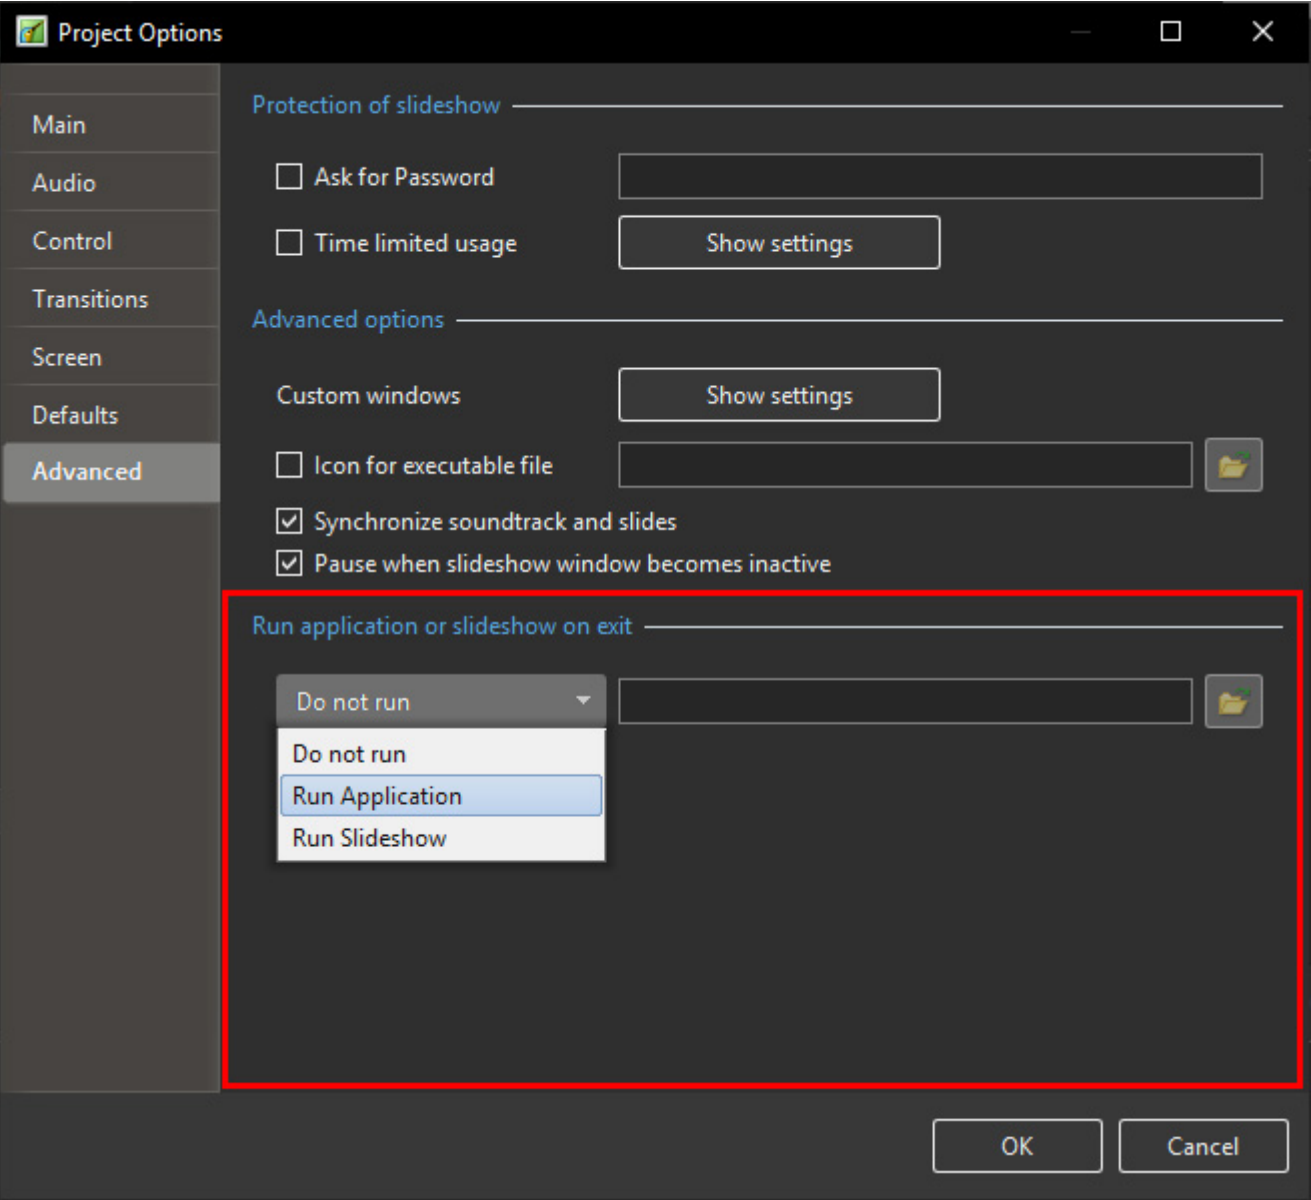 Project Options
Main
Audio
Control
Transitions
Screen
Defaults
Advanced
Protection of slideshow
Ask for Password
Time limited usage
Show settings
Advanced options
Custom windows
Show settings
Icon for executable file
Synchronize soundtrack and slides
Pause when slideshow window becomes inactive
Run application or slideshow on exit
Do not run
Do not run
Run Application
Run Slideshow
OK
Cancel